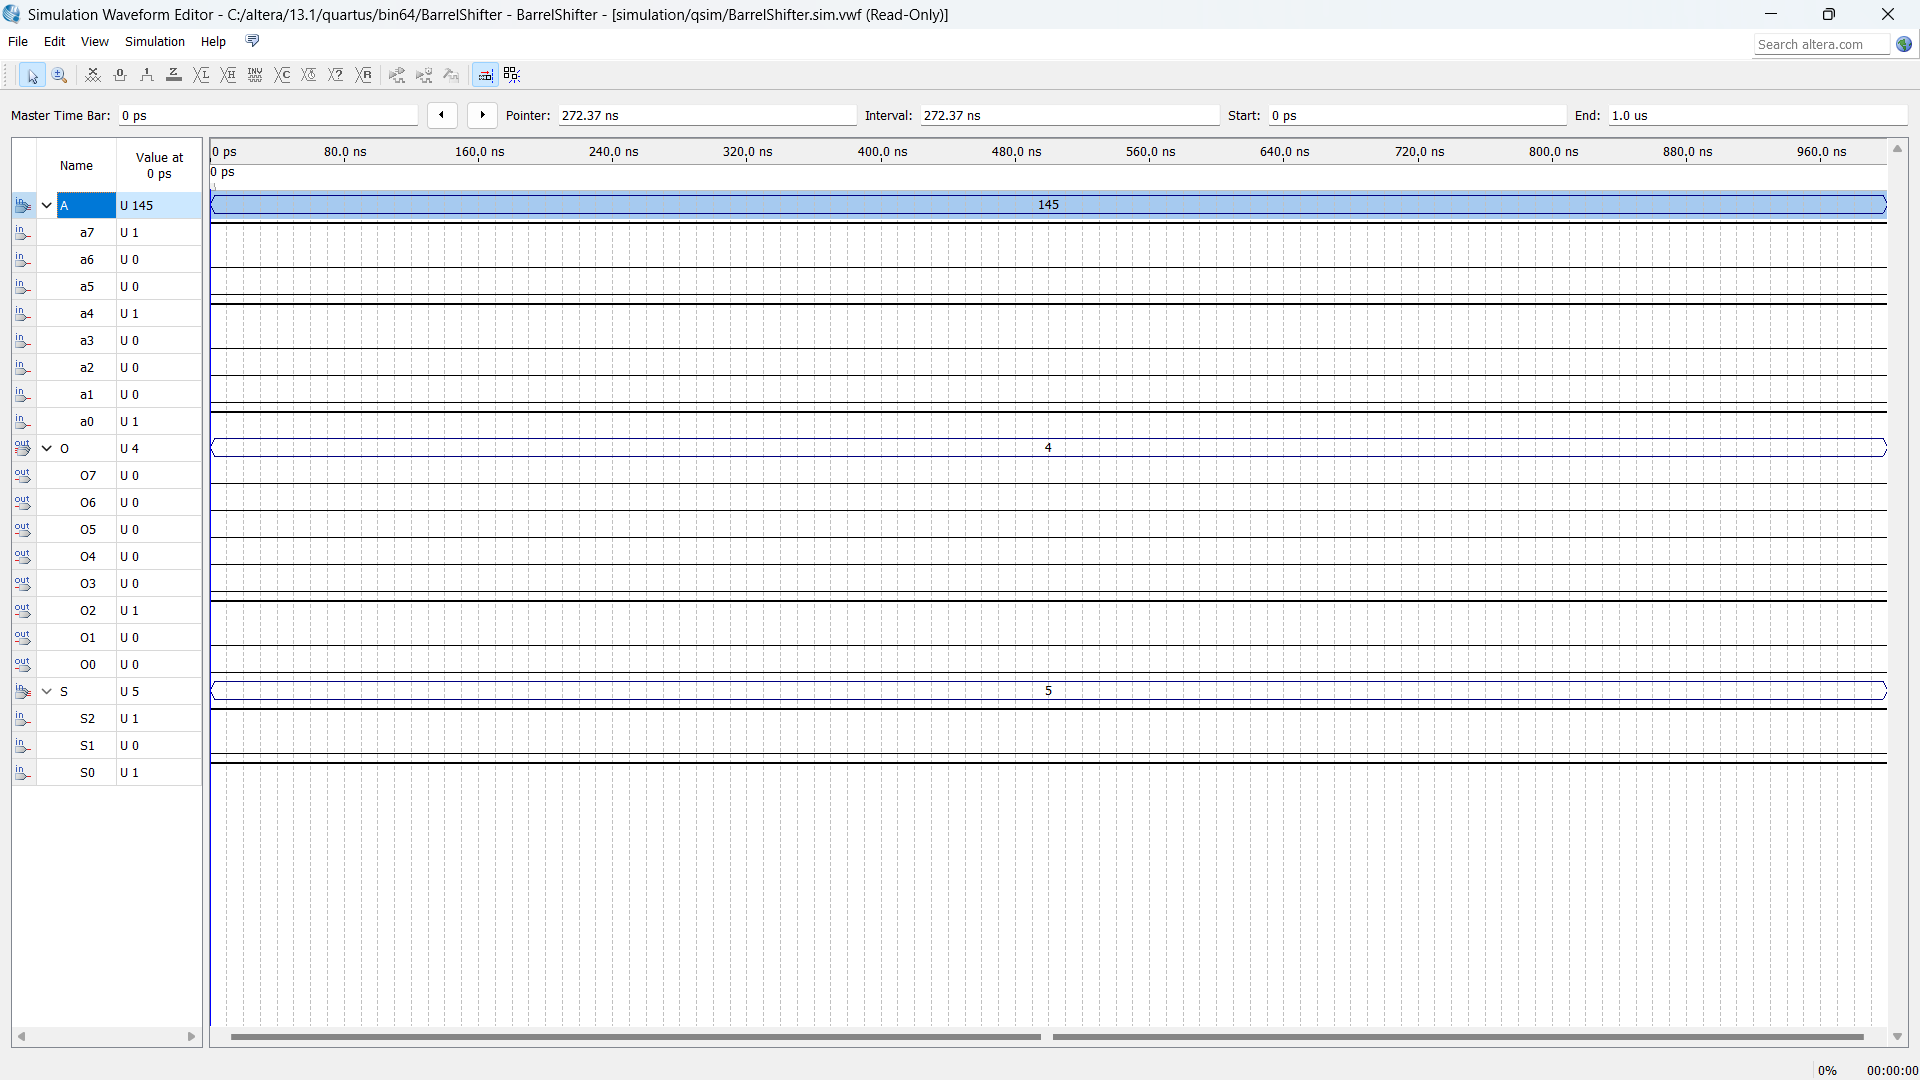 Simulation Waveform Editor - C:/altera/13.1/quartus/bin64/BarrelShifter - BarrelShifter - [simulation/qsim/BarrelShifter.sim.vwf (Read-Only)]
File Edit View Simulation Help
Search altera.com
Master Time Bar: 0 ps Pointer: 272.37 ns Interval: 272.37 ns Start: 0 ps End: 1.0 us
Name Value at 0 ps
0 ps 80.0 ns 160.0 ns 240.0 ns 320.0 ns 400.0 ns 480.0 ns 560.0 ns 640.0 ns 720.0 ns 800.0 ns 880.0 ns 960.0 ns
0 ps
A U 145 145
a7 U 1
a6 U 0
a5 U 0
a4 U 1
a3 U 0
a2 U 0
a1 U 0
a0 U 1
O U 4 4
O7 U 0
O6 U 0
O5 U 0
O4 U 0
O3 U 0
O2 U 1
O1 U 0
O0 U 0
S U 5 5
S2 U 1
S1 U 0
S0 U 1
0% 00:00:00